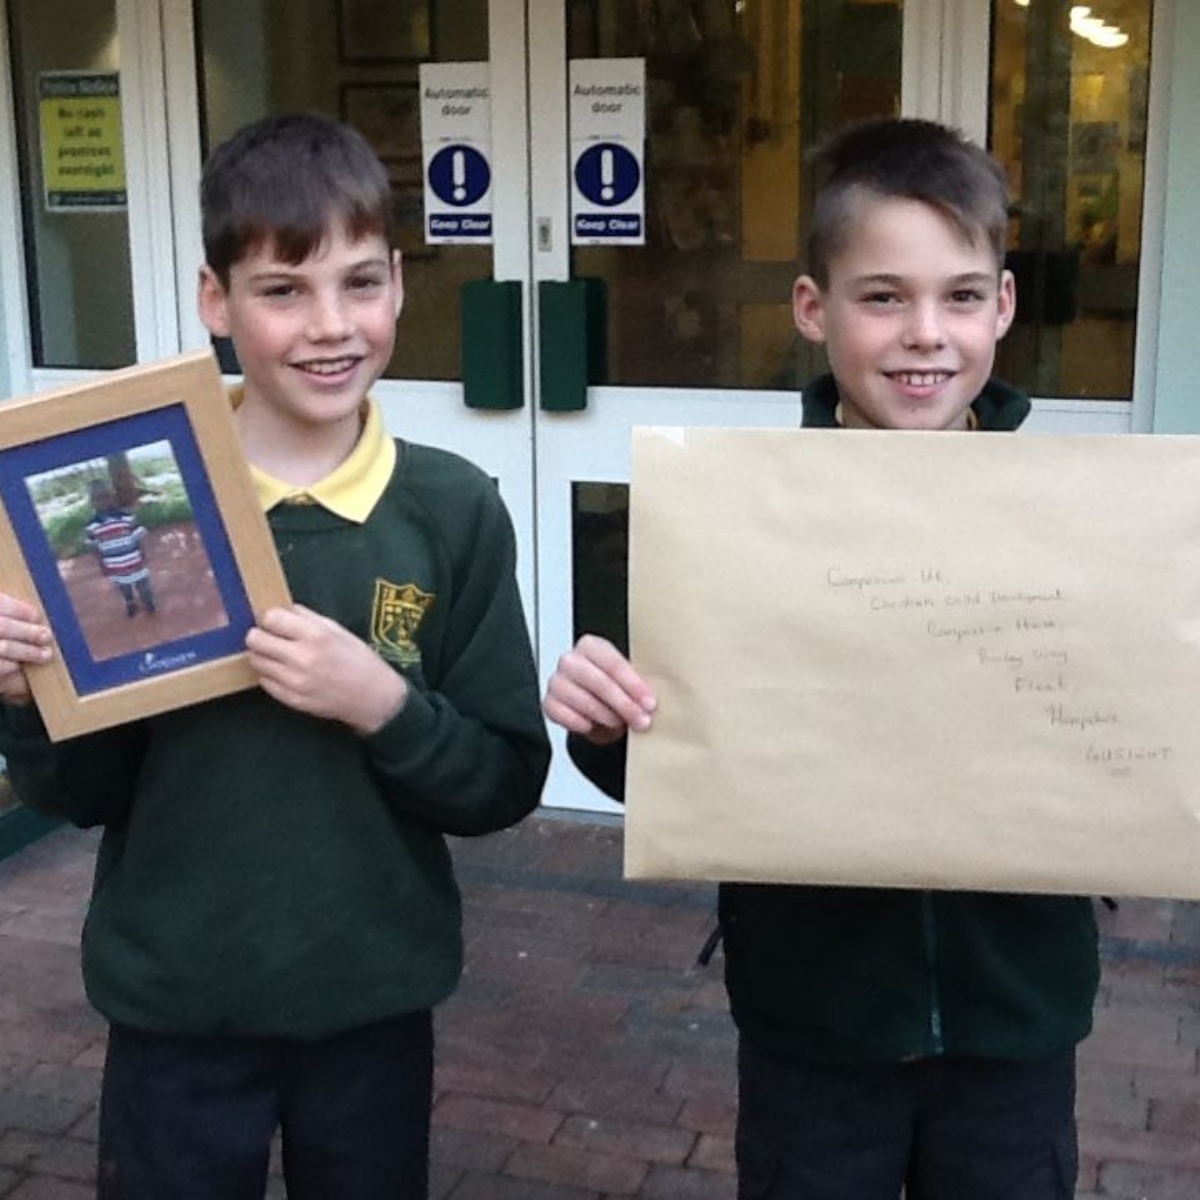 Police Notice
No cash
left on
premises
overnight
Automatic
door
Keep Clear
Automatic
door
Keep Clear
Compassion
Compassion UK,
Christian Child Development
Compassion House,
Barley Way
Fleet,
Hampshire
GU51 2UT